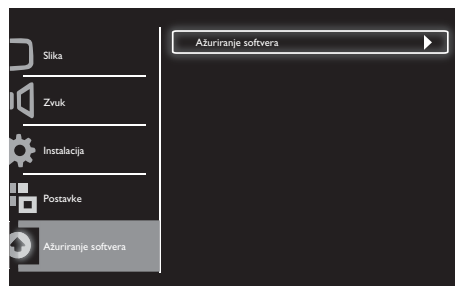 Slika
Zvuk
Instalacija
Postavke
Ažuriranje softvera
Ažuriranje softvera